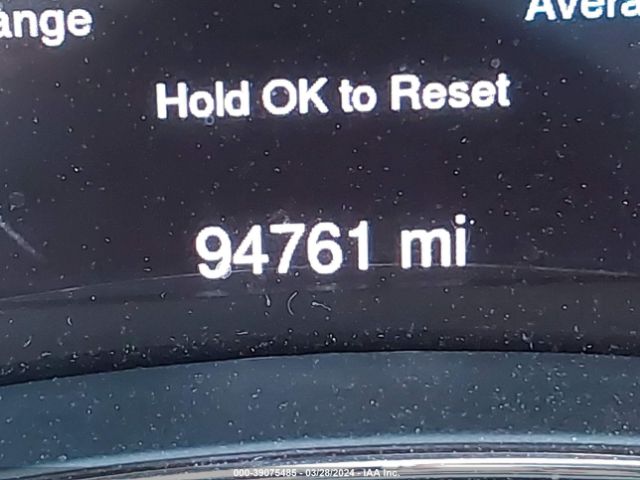 ange
Avera
Hold OK to Reset
94761 mi
000-39075485 - 03/28/2024 - IAA Inc.